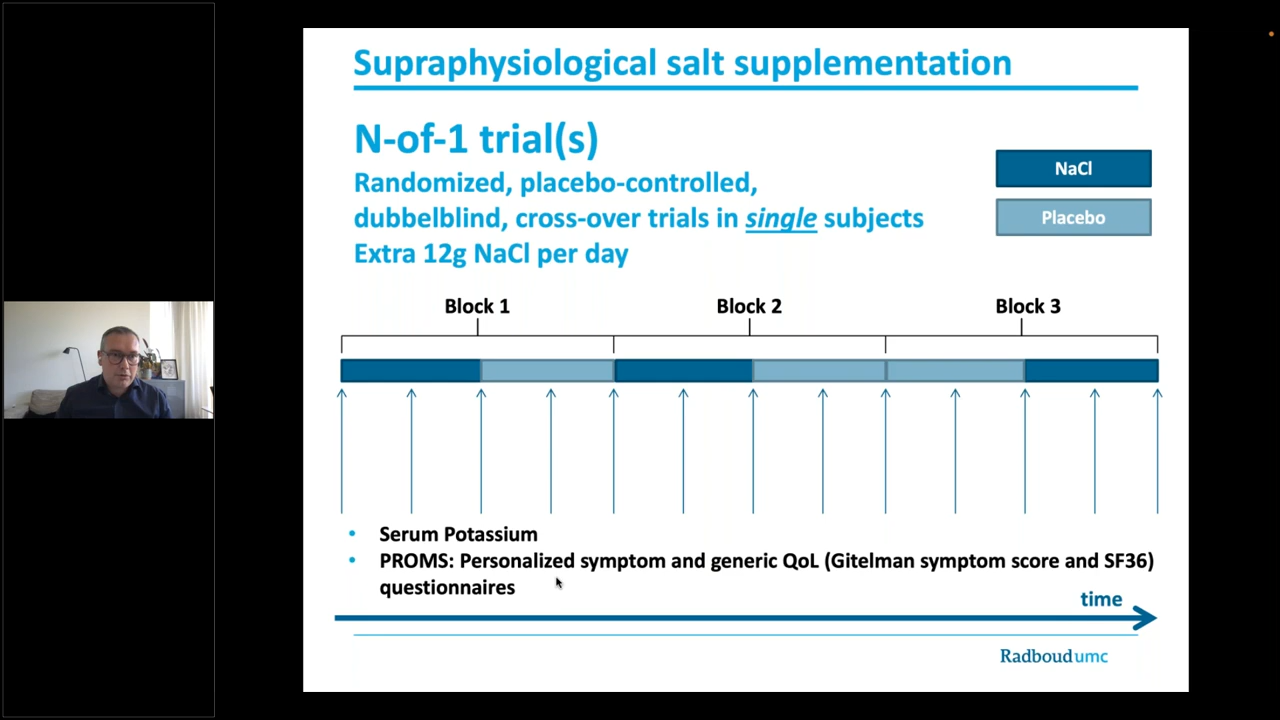 Supraphysiological salt supplementation
N-of-1 trial(s)
Randomized, placebo-controlled,
dubbelblind, cross-over trials in single subjects
Extra 12g NaCl per day
NaCl
Placebo
Block 1
Block 2
Block 3
• Serum Potassium
• PROMS: Personalized symptom and generic QoL (Gitelman symptom score and SF36)
questionnaires
time
Radboudumc